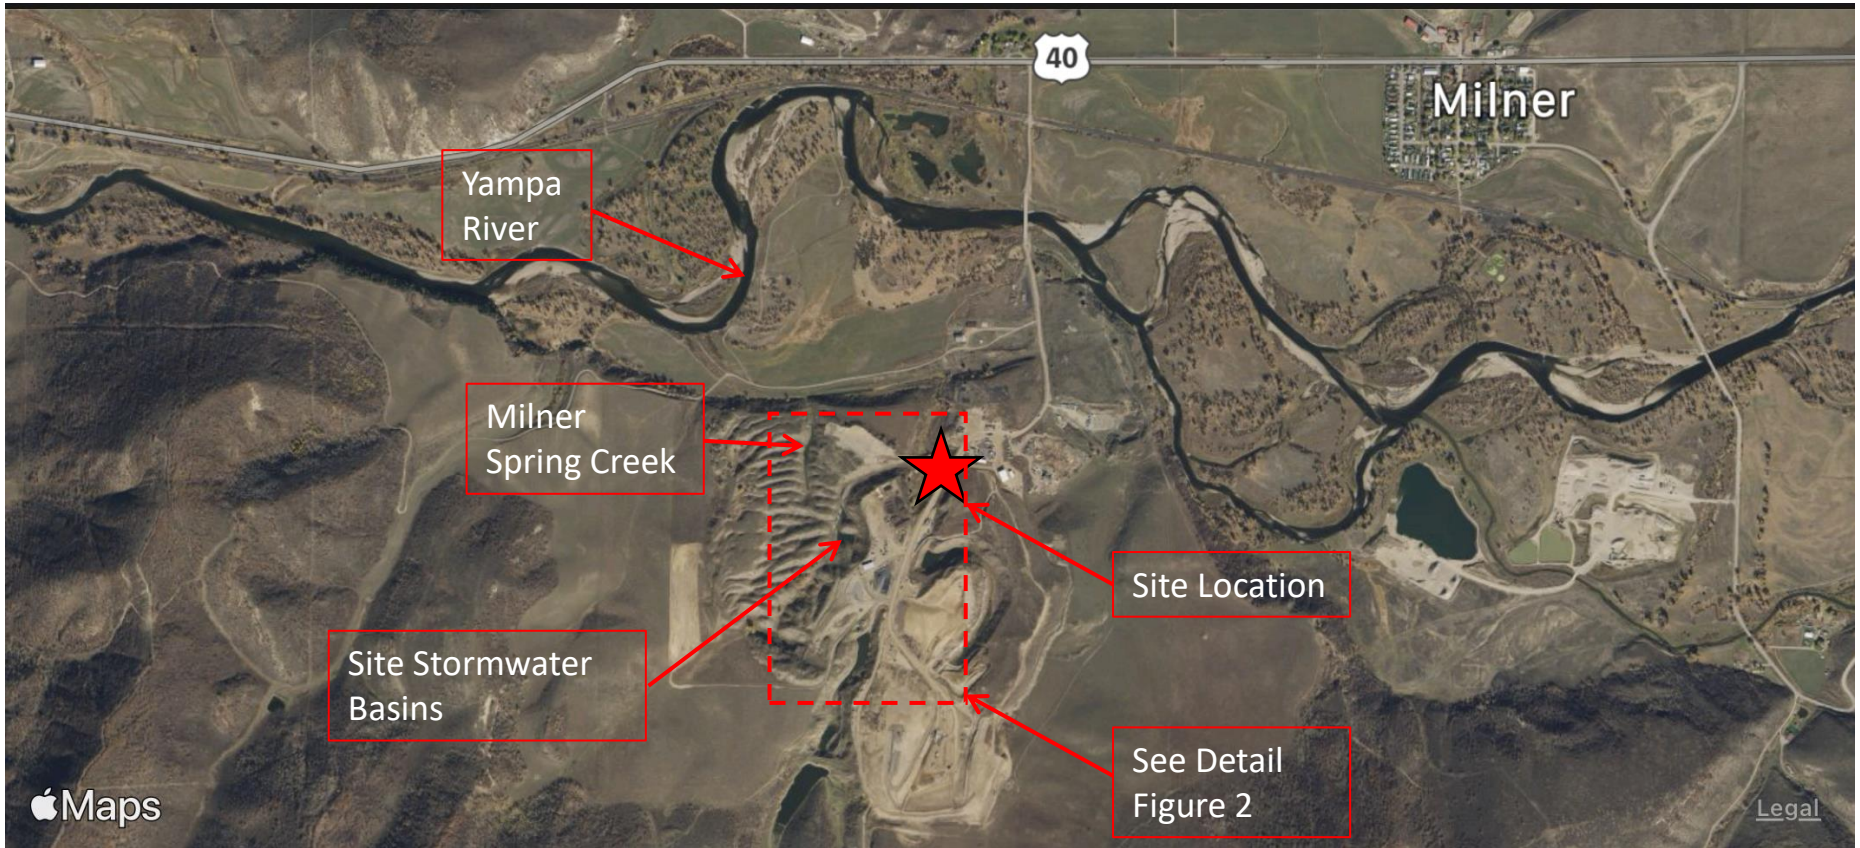 40
Milner
Yampa
River
Milner
Spring Creek
Site Location
Site Stormwater
Basins
See Detail
Figure 2
Maps
Legal